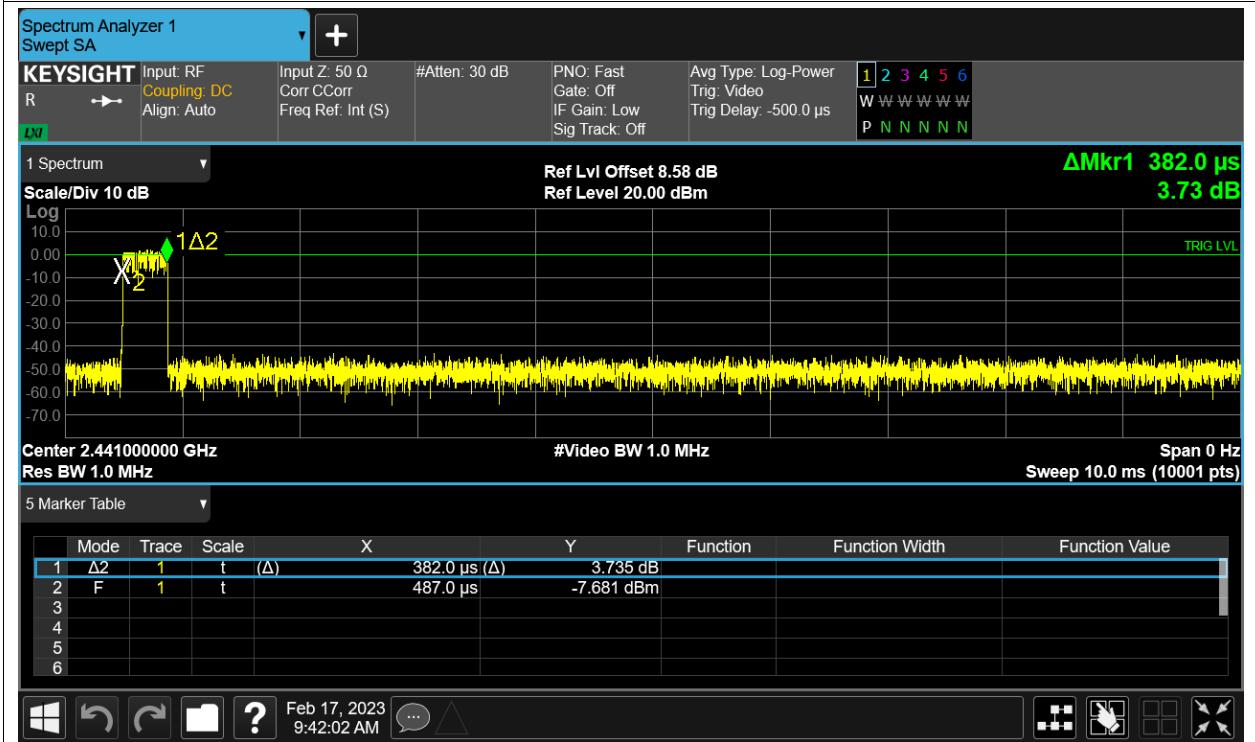 Spectrum Analyzer 1
Swept SA
+
KEYSIGHT Input: RF Input Z: 50 Ω #Atten: 30 dB PNO: Fast Avg Type: Log-Power 1 2 3 4 5 6
R Coupling: DC Corr CCorr Gate: Off Trig: Video W W W W W W
Align: Auto Freq Ref: Int (S) IF Gain: Low Trig Delay: -500.0 µs P N N N N N
LXI Sig Track: Off
1 Spectrum Ref Lvl Offset 8.58 dB ΔMkr1 382.0 µs
Scale/Div 10 dB Ref Level 20.00 dBm 3.73 dB
Log
10.0
1Δ2
0.00 TRIG LVL
-10.0 X2
-20.0
-30.0
-40.0
-50.0
-60.0
-70.0
Center 2.441000000 GHz #Video BW 1.0 MHz Span 0 Hz
Res BW 1.0 MHz Sweep 10.0 ms (10001 pts)
5 Marker Table
Mode Trace Scale X Y Function Function Width Function Value
1 Δ2 1 t (Δ) 382.0 µs (Δ) 3.735 dB
2 F 1 t 487.0 µs -7.681 dBm
3
4
5
6
? Feb 17, 2023
9:42:02 AM